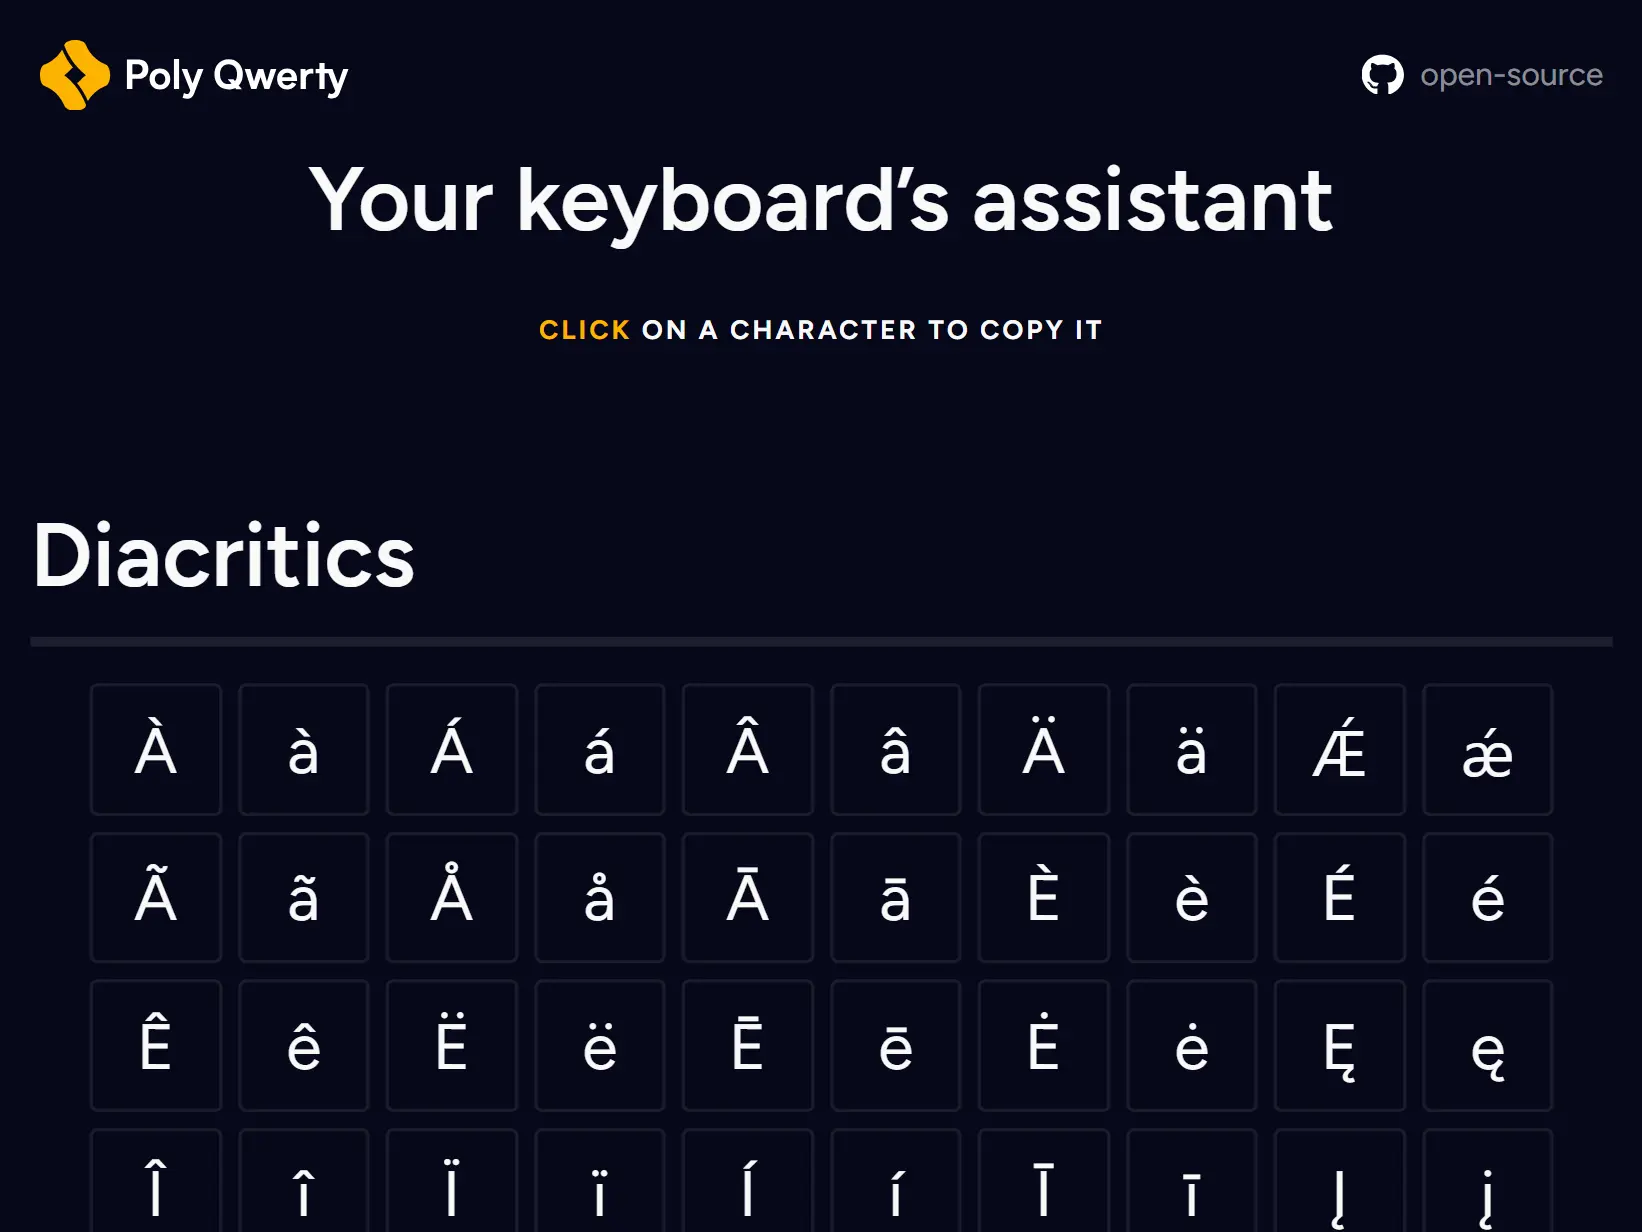 Poly Qwerty
open-source
Your keyboard’s assistant
CLICK ON A CHARACTER TO COPY IT
Diacritics
À à Á á Â â Ä ä Ǽ ǽ
Ã ã Å å Ā ā È è É é
Ê ê Ë ë Ē ē Ė ė Ę ę
Î î Ï ï Í í Ī ī Į į